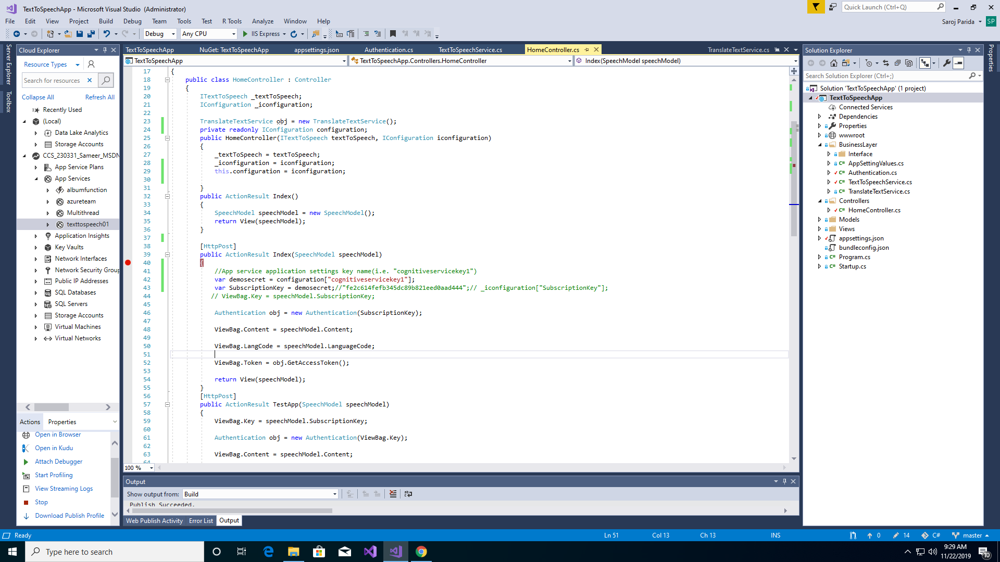 TextToSpeechApp - Microsoft Visual Studio (Administrator)
Quick Launch (Ctrl+Q)
File Edit View Project Build Debug Team Tools Test R Tools Analyze Window Help
Saroj Parida SP
Debug Any CPU IIS Express
Server Explorer
Toolbox
Cloud Explorer
Resource Types
Search for resources
Collapse All Refresh All
Recently Used
(Local)
Data Lake Analytics
Storage Accounts
CCS_230331_Sameer_MSDN
App Service Plans
App Services
albumfunction
azureteam
Multithread
texttospeech01
Application Insights
Key Vaults
Network Interfaces
Network Security Group
Public IP Addresses
SQL Databases
SQL Servers
Storage Accounts
Virtual Machines
Virtual Networks
Actions Properties
Open in Browser
Open in Kudu
Attach Debugger
Start Profiling
View Streaming Logs
Stop
Download Publish Profile
TextToSpeechApp NuGet: TextToSpeechApp appsettings.json Authentication.cs TextToSpeechService.cs HomeController.cs TranslateTextService.cs
TextToSpeechApp TextToSpeechApp.Controllers.HomeController Index(SpeechModel speechModel)
17 {
18 public class HomeController : Controller
19 {
20 ITextToSpeech _textToSpeech;
21 IConfiguration _iconfiguration;
22
23 TranslateTextService obj = new TranslateTextService();
24 private readonly IConfiguration configuration;
25 public HomeController(ITextToSpeech textToSpeech, IConfiguration iconfiguration)
26 {
27 _textToSpeech = textToSpeech;
28 _iconfiguration = iconfiguration;
29 this.configuration = iconfiguration;
30
31 }
32 public ActionResult Index()
33 {
34 SpeechModel speechModel = new SpeechModel();
35 return View(speechModel);
36 }
37
38 [HttpPost]
39 public ActionResult Index(SpeechModel speechModel)
40 {
41 //App service application settings key name(i.e. "cognitiveservicekey1")
42 var demosecret = configuration["cognitiveservicekey1"];
43 var SubscriptionKey = demosecret;//"fe2c614fefb345dc89b821eed0aad444";// _iconfiguration["SubscriptionKey"];
44 // ViewBag.Key = speechModel.SubscriptionKey;
45
46 Authentication obj = new Authentication(SubscriptionKey);
47
48 ViewBag.Content = speechModel.Content;
49
50 ViewBag.LangCode = speechModel.LanguageCode;
51
52 ViewBag.Token = obj.GetAccessToken();
53
54 return View(speechModel);
55 }
56 [HttpPost]
57 public ActionResult TestApp(SpeechModel speechModel)
58 {
59 ViewBag.Key = speechModel.SubscriptionKey;
60
61 Authentication obj = new Authentication(ViewBag.Key);
62
63 ViewBag.Content = speechModel.Content;
64
100 %
Output
Show output from: Build
Publish Succeeded.
Web Publish Activity Error List Output
Solution Explorer
Search Solution Explorer (Ctrl+;)
Solution 'TextToSpeechApp' (1 project)
TextToSpeechApp
Connected Services
Dependencies
Properties
wwwroot
BusinessLayer
Interface
AppSettingValues.cs
Authentication.cs
TextToSpeechService.cs
TranslateTextService.cs
Controllers
HomeController.cs
Models
Views
appsettings.json
bundleconfig.json
Program.cs
Startup.cs
Properties
Ready Ln 51 Col 13 Ch 13 INS 0 14 C# master
Type here to search
9:29 AM
11/22/2019
10